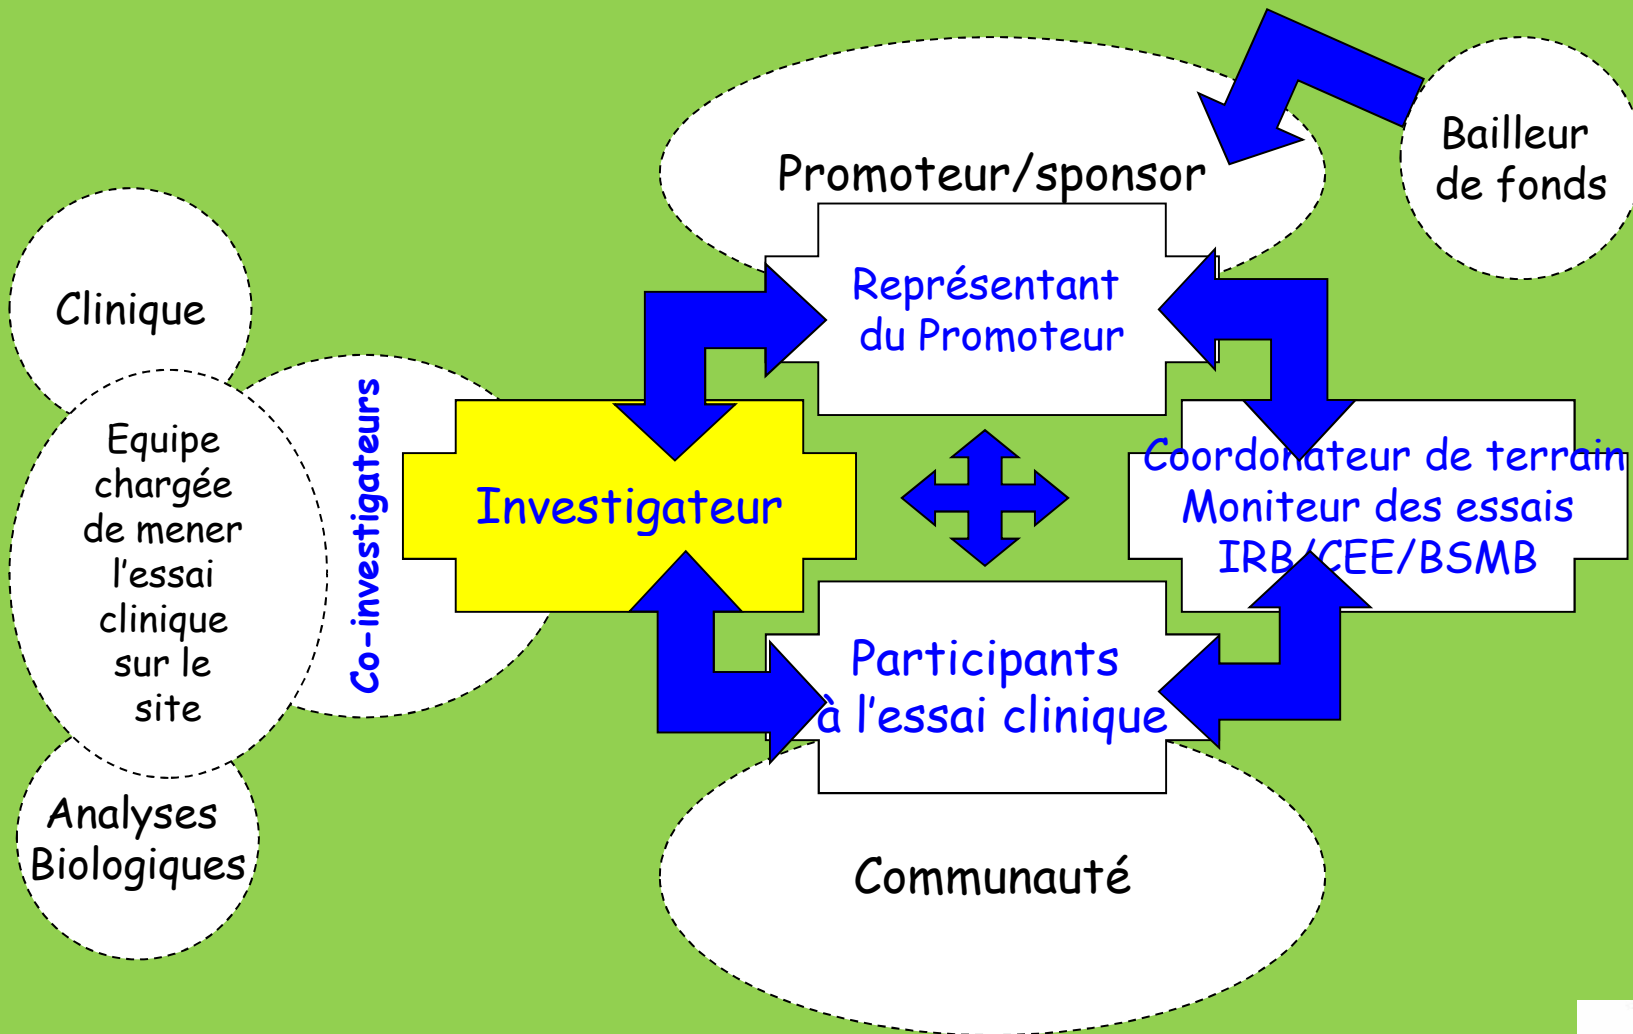 Promoteur/sponsor
Bailleur
de fonds
Représentant
du Promoteur
Clinique
Equipe
chargée
de mener
l'essai
clinique
sur le
site
Co-investigateurs
Investigateur
Coordonateur de terrain
Moniteur des essais
IRB/CEE/BSMB
Participants
à l'essai clinique
Analyses
Biologiques
Communauté